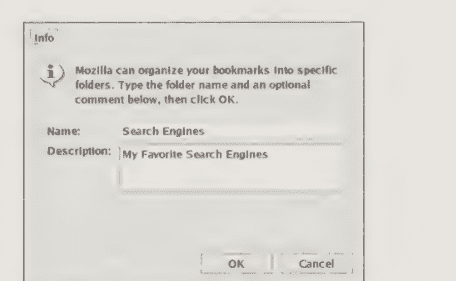 Info
Mozilla can organize your bookmarks into specific
folders. Type the folder name and an optional
comment below, then click OK.
Name: Search Engines
Description: My Favorite Search Engines
OK Cancel